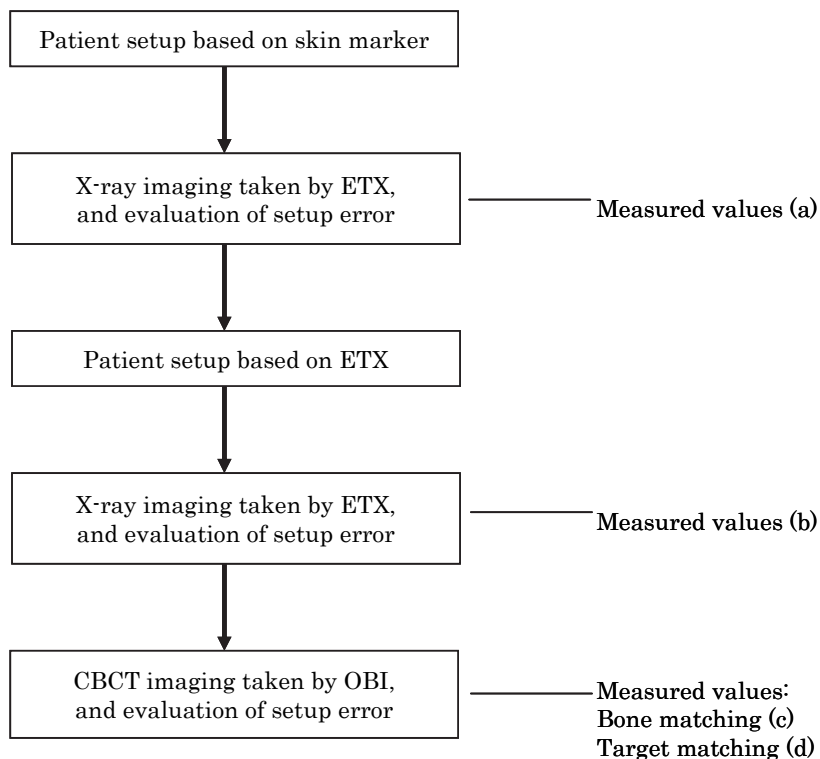 Patient setup based on skin marker
X-ray imaging taken by ETX,
and evaluation of setup error
Measured values (a)
Patient setup based on ETX
X-ray imaging taken by ETX,
and evaluation of setup error
Measured values (b)
CBCT imaging taken by OBI,
and evaluation of setup error
Measured values:
Bone matching (c)
Target matching (d)